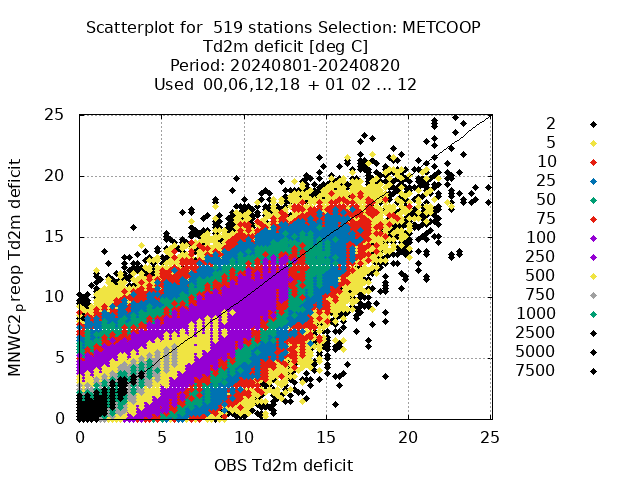 Scatterplot for 519 stations Selection: METCOOP
Td2m deficit [deg C]
Period: 20240801-20240820
Used 00,06,12,18 + 01 02 ... 12
MNWC2_preop Td2m deficit
25
20
15
10
5
0
0 5 10 15 20 25
OBS Td2m deficit
2
5
10
25
50
75
100
250
500
750
1000
2500
5000
7500